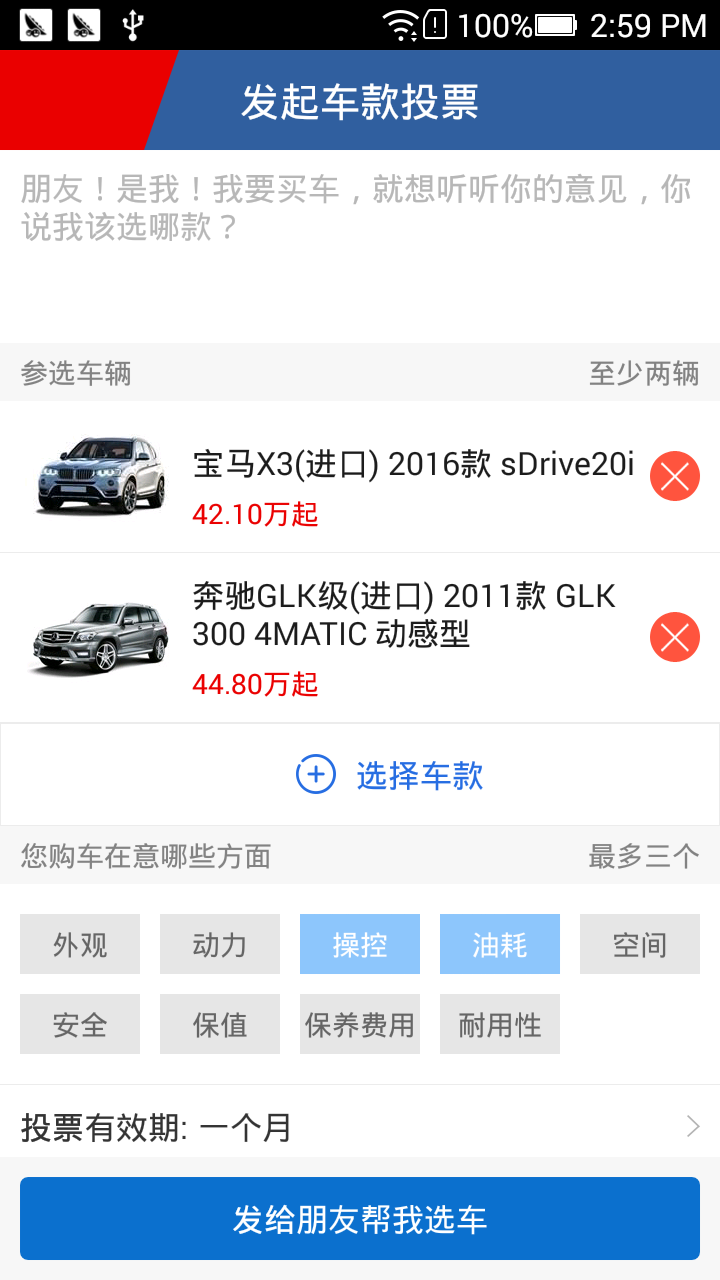 100% 2:59 PM
发起车款投票
朋友！是我！我要买车，就想听听你的意见，你
说我该选哪款？
参选车辆 至少两辆
宝马X3(进口) 2016款 sDrive20i
42.10万起
奔驰GLK级(进口) 2011款 GLK
300 4MATIC 动感型
44.80万起
选择车款
您购车在意哪些方面 最多三个
外观 动力 操控 油耗 空间
安全 保值 保养费用 耐用性
投票有效期: 一个月
发给朋友帮我选车